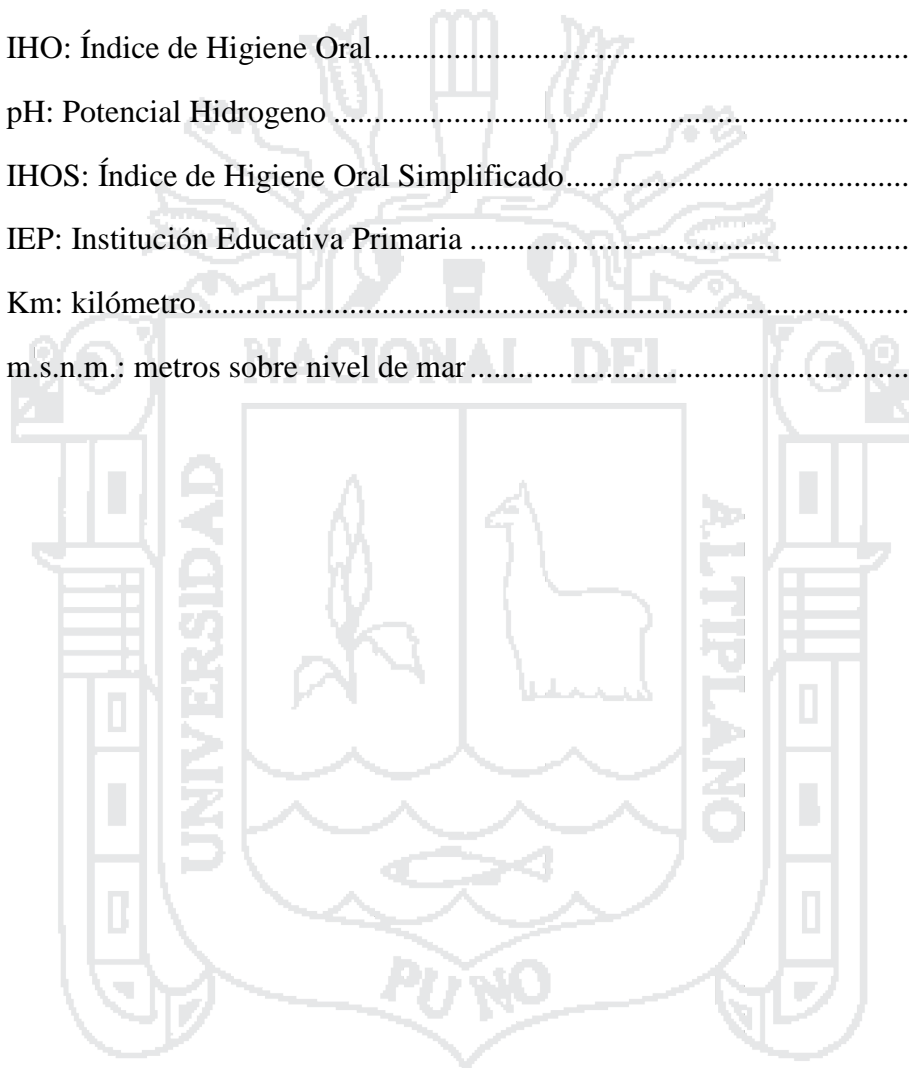 IHO: Índice de Higiene Oral........................................................................
pH: Potencial Hidrogeno ............................................................................
IHOS: Índice de Higiene Oral Simplificado..............................................
IEP: Institución Educativa Primaria ..........................................................
Km: kilómetro..............................................................................................
m.s.n.m.: metros sobre nivel de mar ..........................................................
NACIONAL DEL
UNIVERSIDAD
ALTIPLANO
PUNO